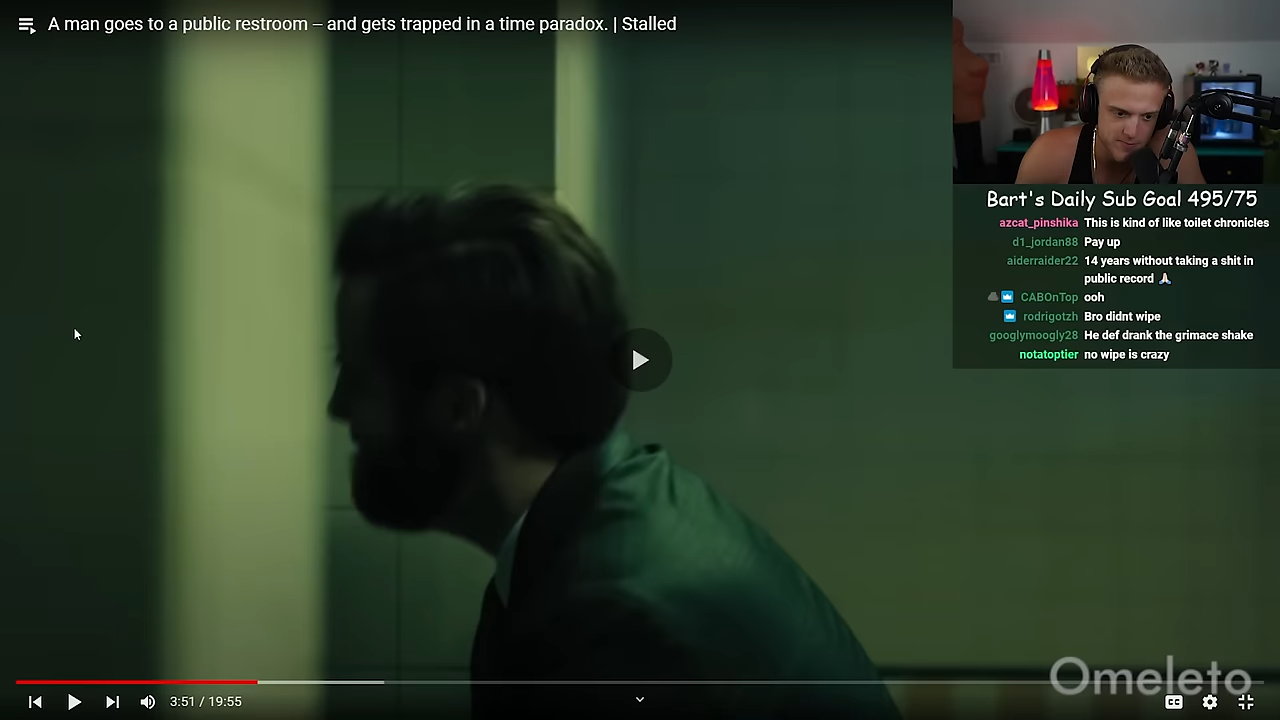 A man goes to a public restroom – and gets trapped in a time paradox. | Stalled
Bart's Daily Sub Goal 495/75
azcat_pinshika This is kind of like toilet chronicles
d1_jordan88 Pay up
aiderraider22 14 years without taking a shit in
public record 🙏
CABOnTop ooh
rodrigotzh Bro didnt wipe
googlymoogly28 He def drank the grimace shake
notatoptier no wipe is crazy
Omeleto
3:51 / 19:55
CC